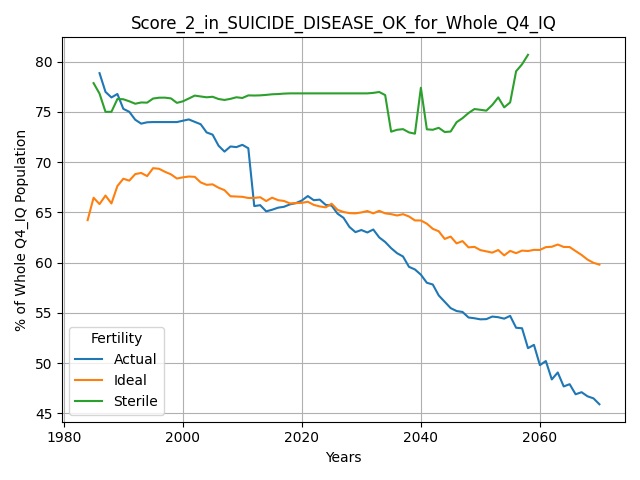 Score_2_in_SUICIDE_DISEASE_OK_for_Whole_Q4_IQ
% of Whole Q4_IQ Population
80
75
70
65
60
55
50
45
Fertility
Actual
Ideal
Sterile
1980
2000
2020
2040
2060
Years